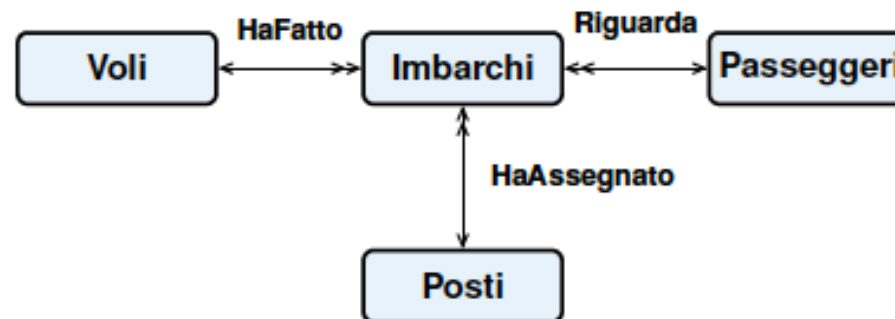 HaFatto
Riguarda
Voli
Imbarchi
Passeggeri
HaAssegnato
Posti